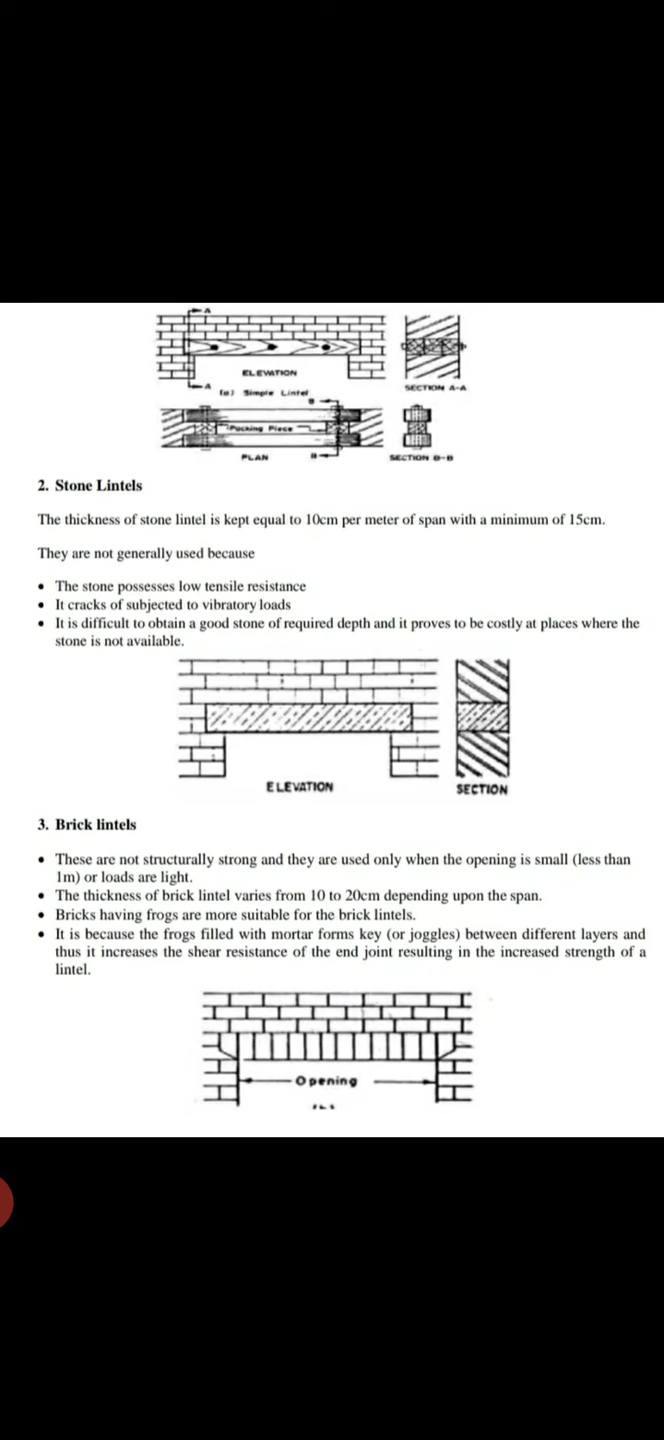 A
ELEVATION
A
SECTION A-A
(a) Simple Lintel
B
Packing Piece
PLAN
B
SECTION B-B
2. Stone Lintels
The thickness of stone lintel is kept equal to 10cm per meter of span with a minimum of 15cm.
They are not generally used because
• The stone possesses low tensile resistance
• It cracks of subjected to vibratory loads
• It is difficult to obtain a good stone of required depth and it proves to be costly at places where the
stone is not available.
ELEVATION
SECTION
3. Brick lintels
• These are not structurally strong and they are used only when the opening is small (less than
1m) or loads are light.
• The thickness of brick lintel varies from 10 to 20cm depending upon the span.
• Bricks having frogs are more suitable for the brick lintels.
• It is because the frogs filled with mortar forms key (or joggles) between different layers and
thus it increases the shear resistance of the end joint resulting in the increased strength of a
lintel.
Opening